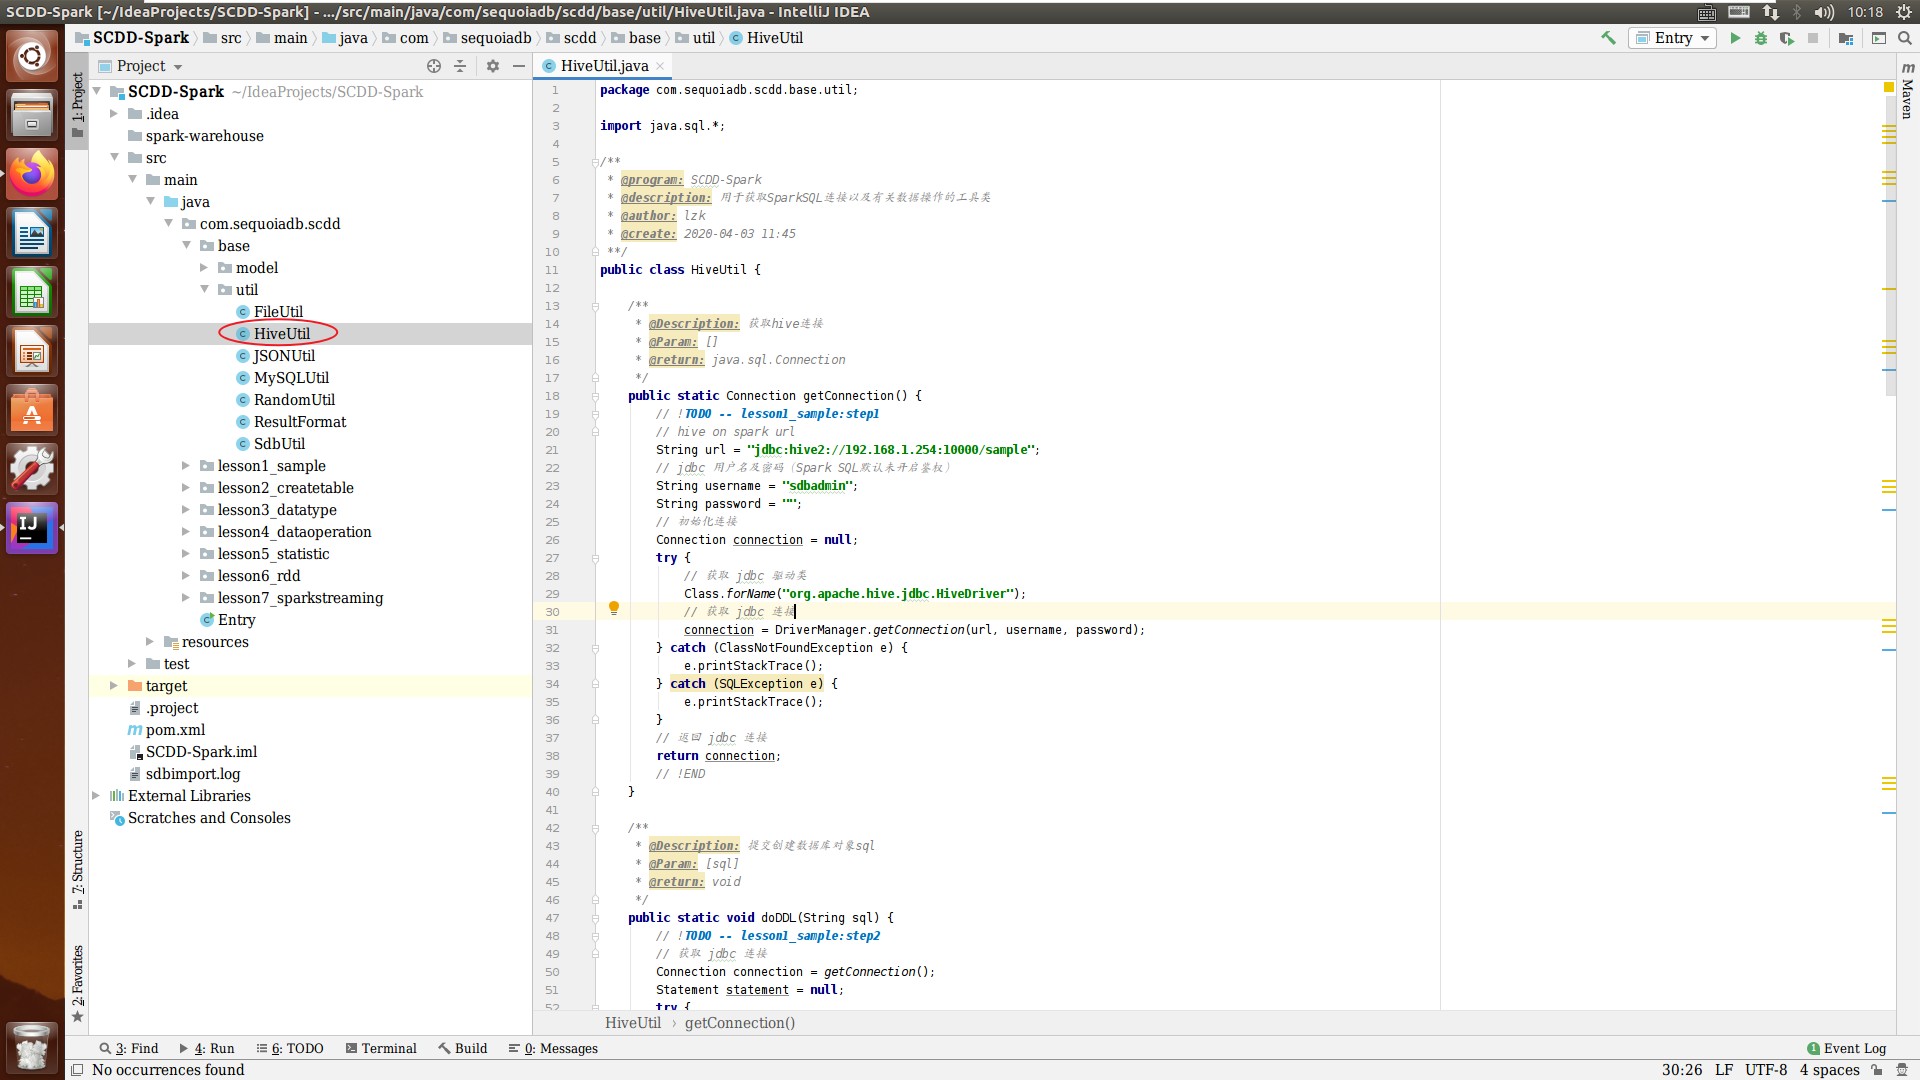 SCDD-Spark [~/IdeaProjects/SCDD-Spark] - .../src/main/java/com/sequoiadb/scdd/base/util/HiveUtil.java - IntelliJ IDEA
10:18
SCDD-Spark
src
main
java
com
sequoiadb
scdd
base
util
HiveUtil
Entry
Project
HiveUtil.java
1: Project
7: Structure
2: Favorites
m
Maven
SCDD-Spark ~/IdeaProjects/SCDD-Spark
.idea
spark-warehouse
src
main
java
com.sequoiadb.scdd
base
model
util
FileUtil
HiveUtil
JSONUtil
MySQLUtil
RandomUtil
ResultFormat
SdbUtil
lesson1_sample
lesson2_createtable
lesson3_datatype
lesson4_dataoperation
lesson5_statistic
lesson6_rdd
lesson7_sparkstreaming
Entry
resources
test
target
.project
pom.xml
SCDD-Spark.iml
sdbimport.log
External Libraries
Scratches and Consoles
1 package com.sequoiadb.scdd.base.util;
2
3 import java.sql.*;
4
5 /**
6 * @program: SCDD-Spark
7 * @description: 用于获取SparkSQL连接以及有关数据操作的工具类
8 * @author: lzk
9 * @create: 2020-04-03 11:45
10 **/
11 public class HiveUtil {
12
13 /**
14 * @Description: 获取hive连接
15 * @Param: []
16 * @return: java.sql.Connection
17 */
18 public static Connection getConnection() {
19 // !TODO -- lesson1_sample:step1
20 // hive on spark url
21 String url = "jdbc:hive2://192.168.1.254:10000/sample";
22 // jdbc 用户名及密码（Spark SQL默认未开启鉴权）
23 String username = "sdbadmin";
24 String password = "";
25 // 初始化连接
26 Connection connection = null;
27 try {
28 // 获取 jdbc 驱动类
29 Class.forName("org.apache.hive.jdbc.HiveDriver");
30 // 获取 jdbc 连接
31 connection = DriverManager.getConnection(url, username, password);
32 } catch (ClassNotFoundException e) {
33 e.printStackTrace();
34 } catch (SQLException e) {
35 e.printStackTrace();
36 }
37 // 返回 jdbc 连接
38 return connection;
39 // !END
40 }
41
42 /**
43 * @Description: 提交创建数据库对象sql
44 * @Param: [sql]
45 * @return: void
46 */
47 public static void doDDL(String sql) {
48 // !TODO -- lesson1_sample:step2
49 // 获取 jdbc 连接
50 Connection connection = getConnection();
51 Statement statement = null;
52 try {
HiveUtil › getConnection()
3: Find
4: Run
6: TODO
Terminal
Build
0: Messages
1 Event Log
No occurrences found
30:26 LF UTF-8 4 spaces